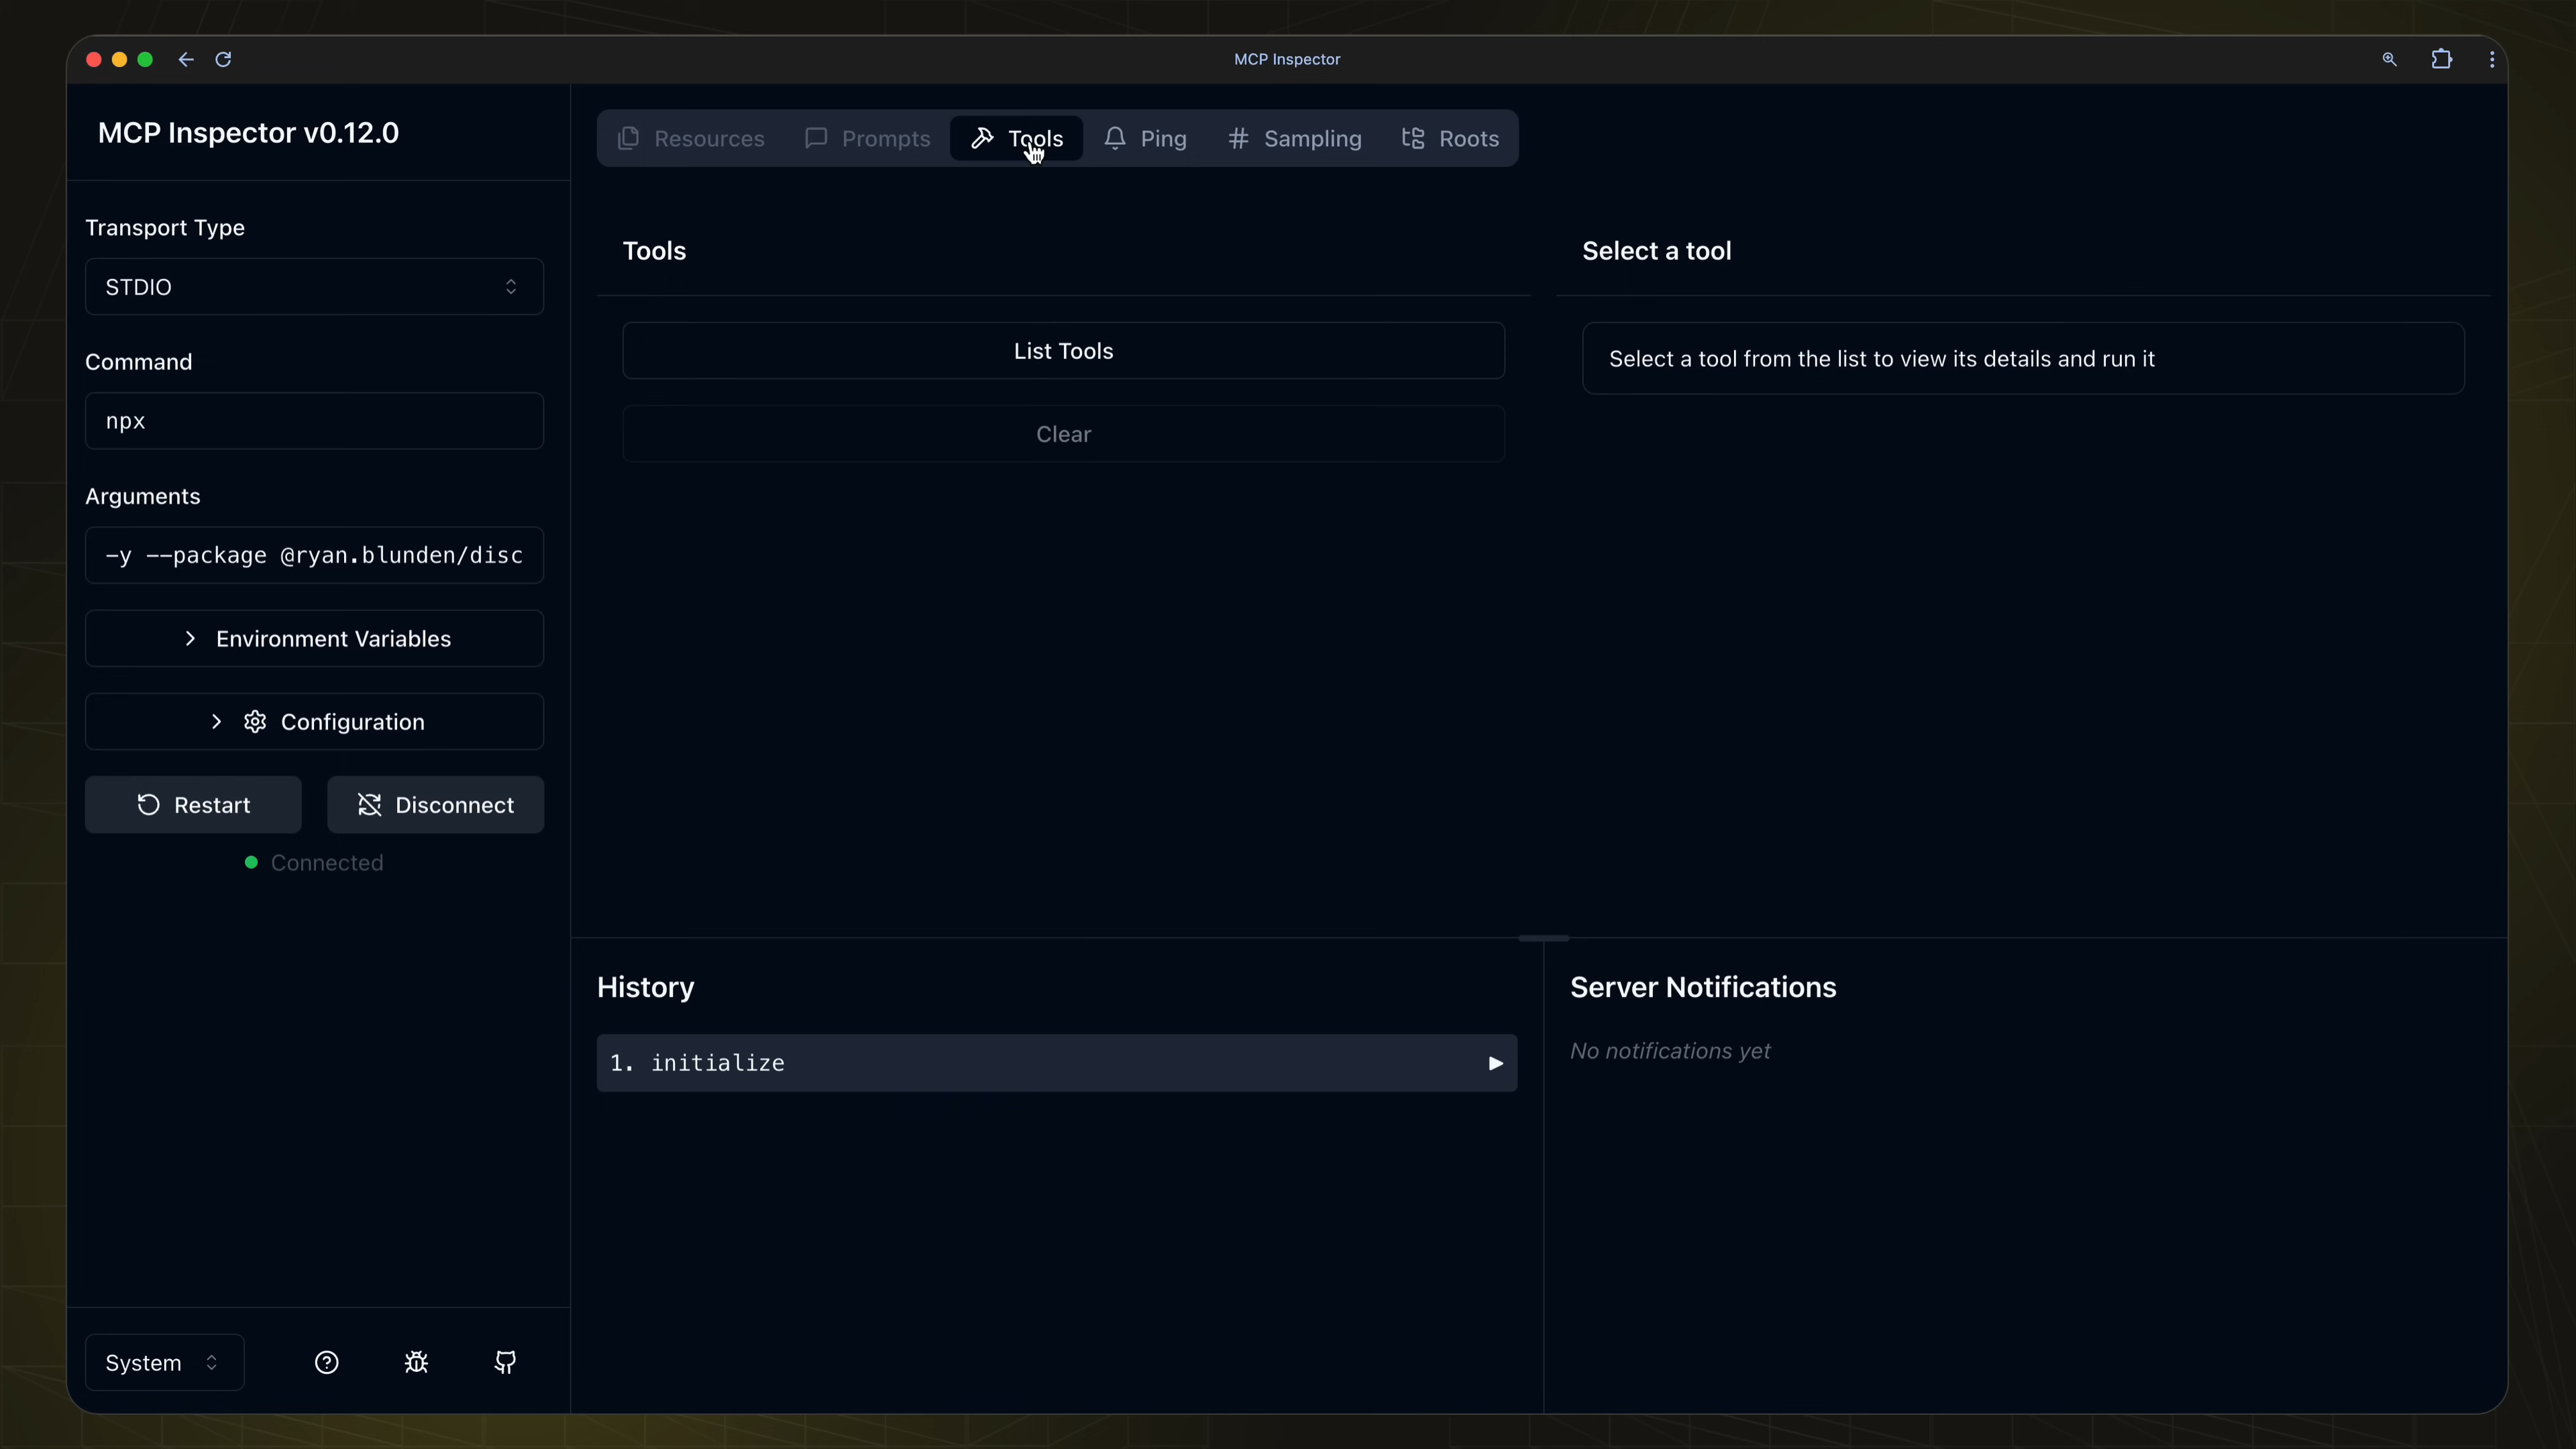 MCP Inspector
MCP Inspector v0.12.0
Transport Type
STDIO
Command
npx
Arguments
-y --package @ryan.blunden/disc
Environment Variables
Configuration
Restart
Disconnect
Connected
System
Resources
Prompts
Tools
Ping
Sampling
Roots
Tools
List Tools
Clear
Select a tool
Select a tool from the list to view its details and run it
History
1. initialize
Server Notifications
No notifications yet